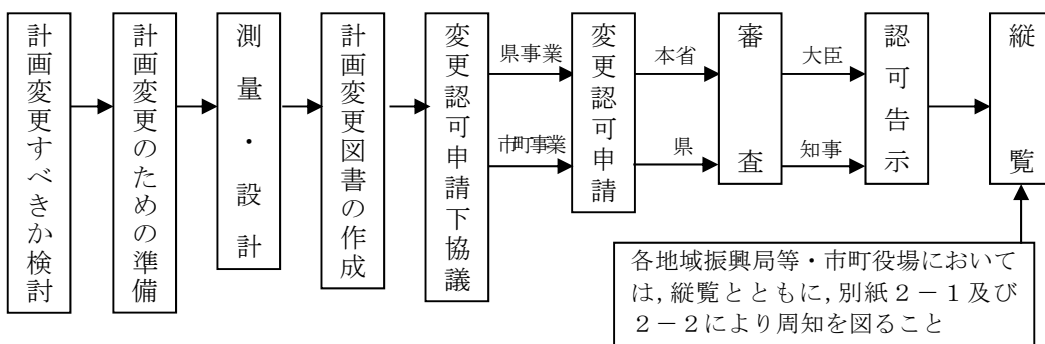 計画変更すべきか検討
計画変更のための準備
測量・設計
計画変更図書の作成
変更認可申請下協議
県事業
市町事業
変更認可申請
本省
県
審査
大臣
知事
認可告示
縦覧
各地域振興局等・市町役場において
は,縦覧とともに,別紙２－１及び
２－２により周知を図ること